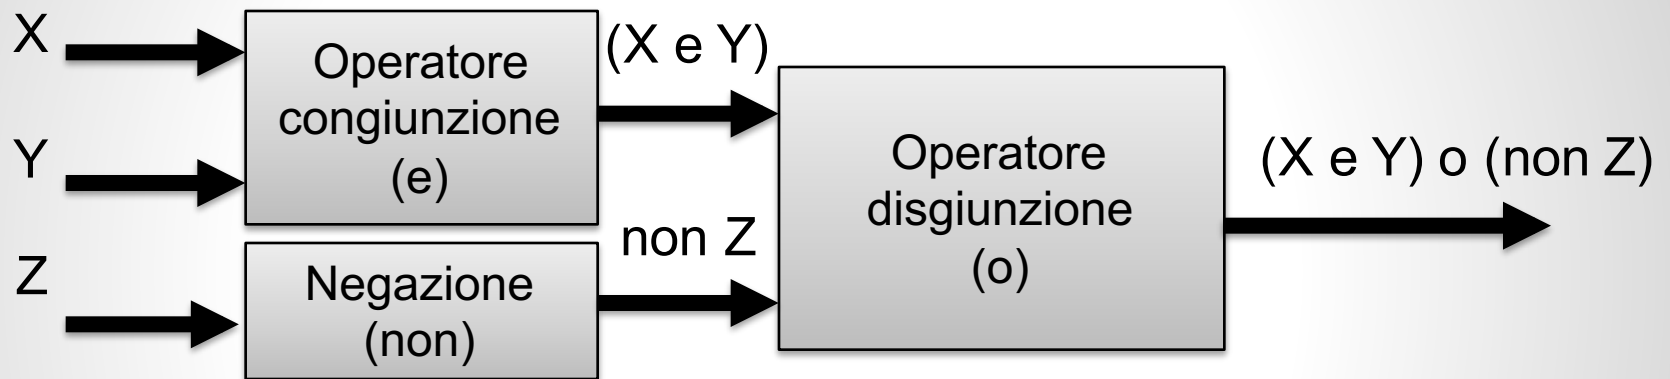 X
Y
Z
Operatore
congiunzione
(e)
Negazione
(non)
(X e Y)
non Z
Operatore
disgiunzione
(o)
(X e Y) o (non Z)